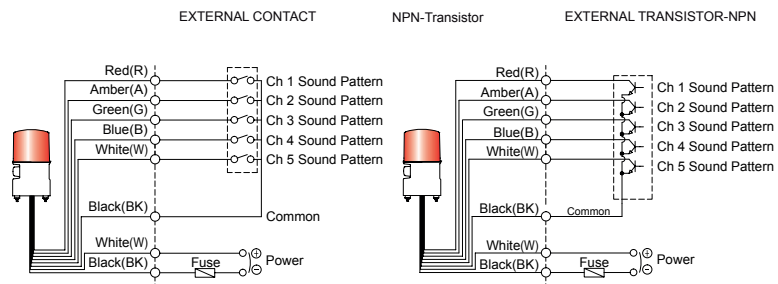 EXTERNAL CONTACT
Red(R)
Amber(A)
Green(G)
Blue(B)
White(W)
Ch 1 Sound Pattern
Ch 2 Sound Pattern
Ch 3 Sound Pattern
Ch 4 Sound Pattern
Ch 5 Sound Pattern
Black(BK)
Common
White(W)
Black(BK)
Fuse
Power
NPN-Transistor
EXTERNAL TRANSISTOR-NPN
Red(R)
Amber(A)
Green(G)
Blue(B)
White(W)
Ch 1 Sound Pattern
Ch 2 Sound Pattern
Ch 3 Sound Pattern
Ch 4 Sound Pattern
Ch 5 Sound Pattern
Black(BK)
Common
White(W)
Black(BK)
Fuse
Power